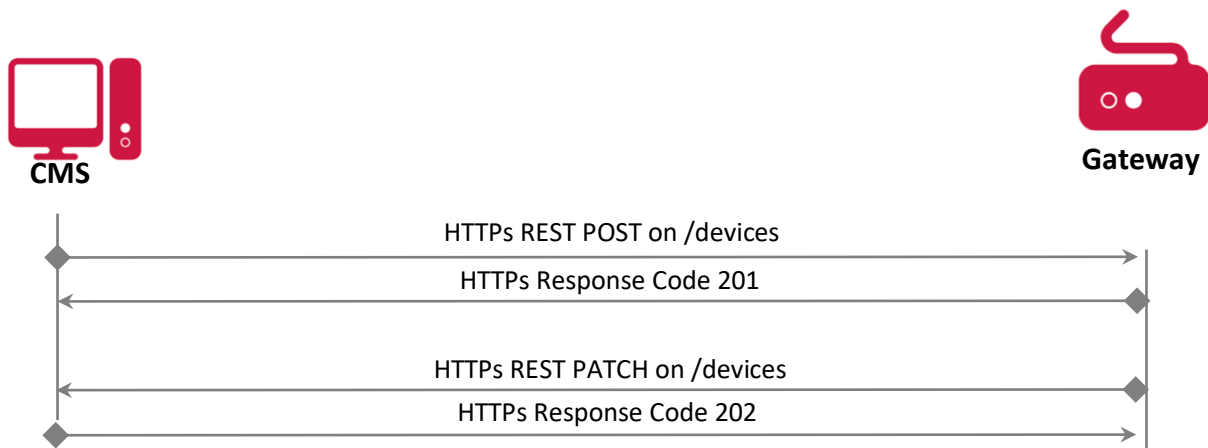 CMS
Gateway
HTTPs REST POST on /devices
HTTPs Response Code 201
HTTPs REST PATCH on /devices
HTTPs Response Code 202